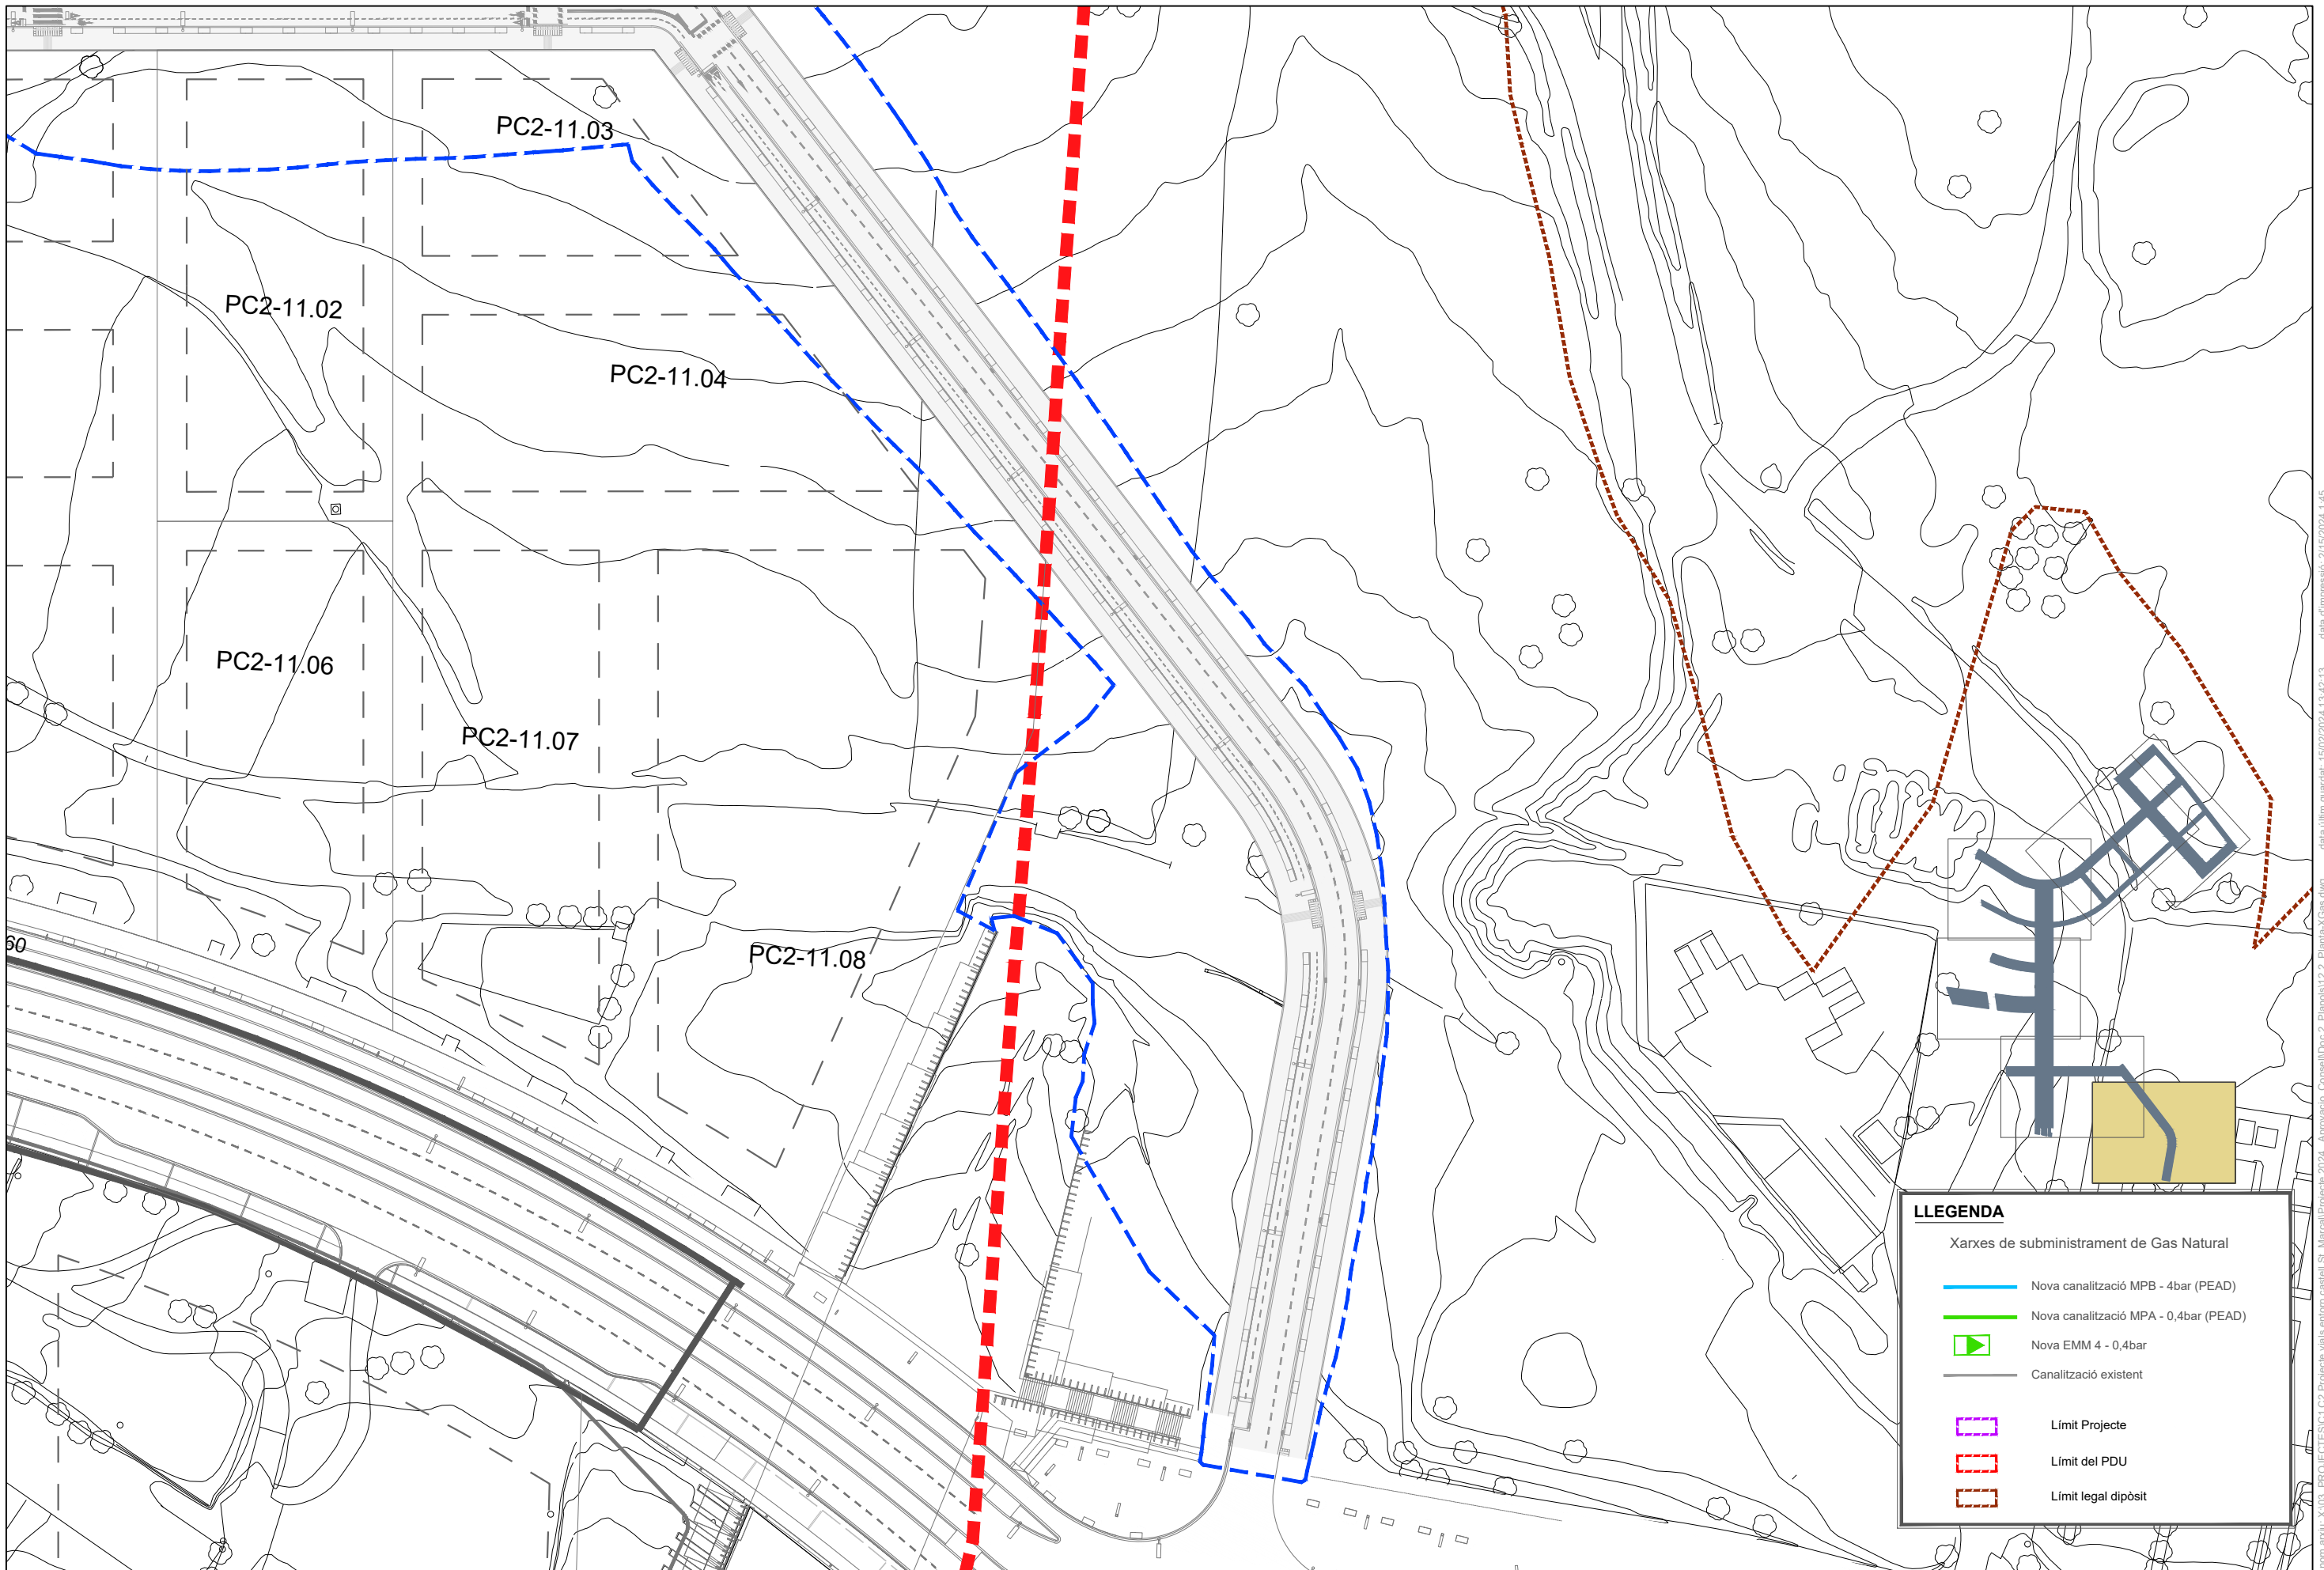 PC2-11.03
PC2-11.02
PC2-11.04
PC2-11.06
PC2-11.07
PC2-11.08
60
LLEGENDA
Xarxes de subministrament de Gas Natural
Nova canalització MPB - 4bar (PEAD)
Nova canalització MPA - 0,4bar (PEAD)
Nova EMM 4 - 0,4bar
Canalització existent
Límit Projecte
Límit del PDU
Límit legal dipòsit